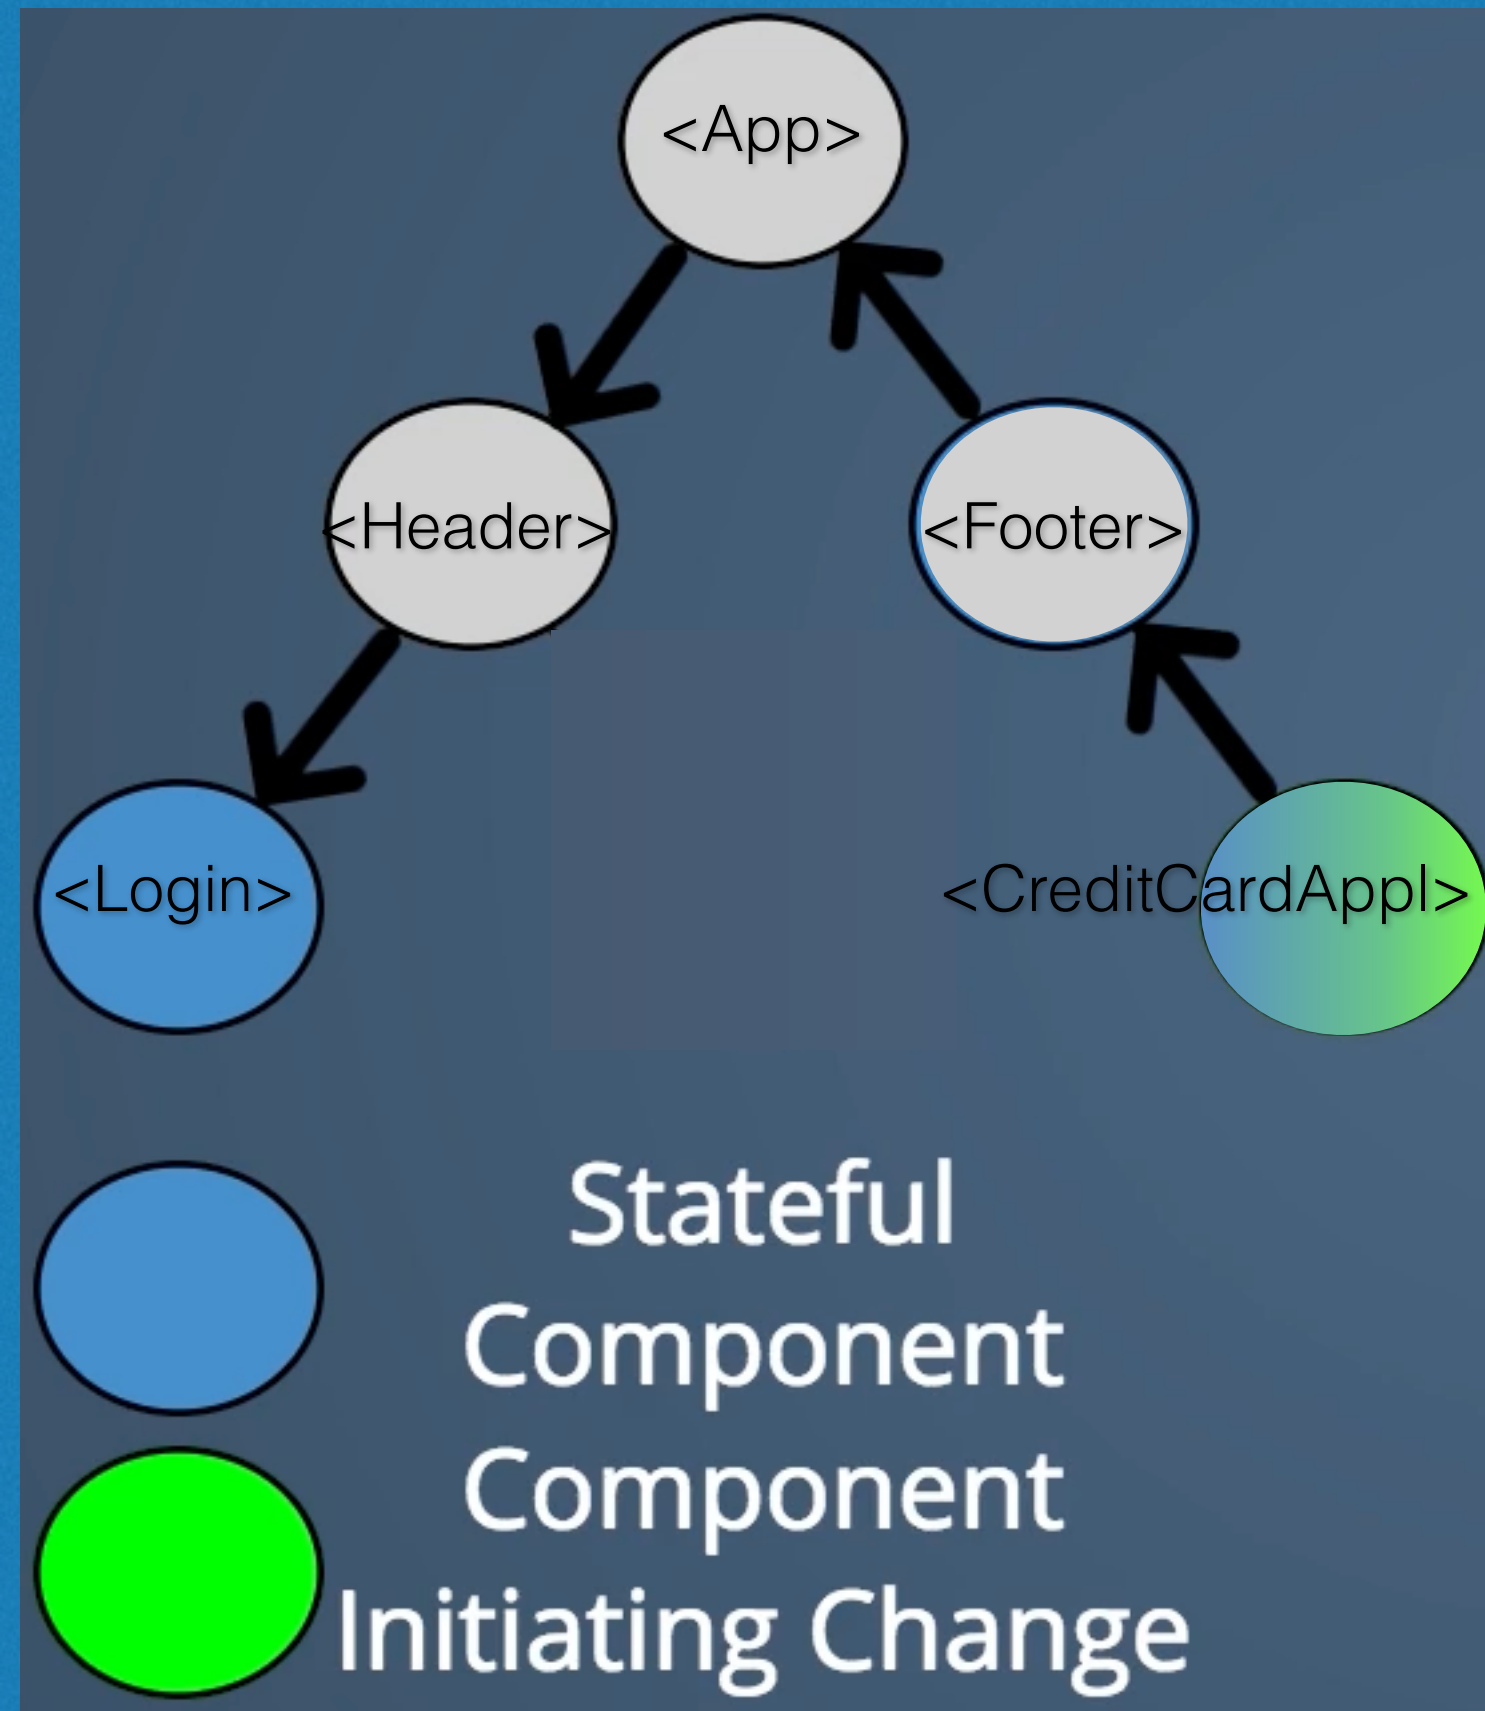 <App>
<Header>
<Footer>
<Login>
<CreditCardAppl>
Stateful
Component
Component
Initiating Change